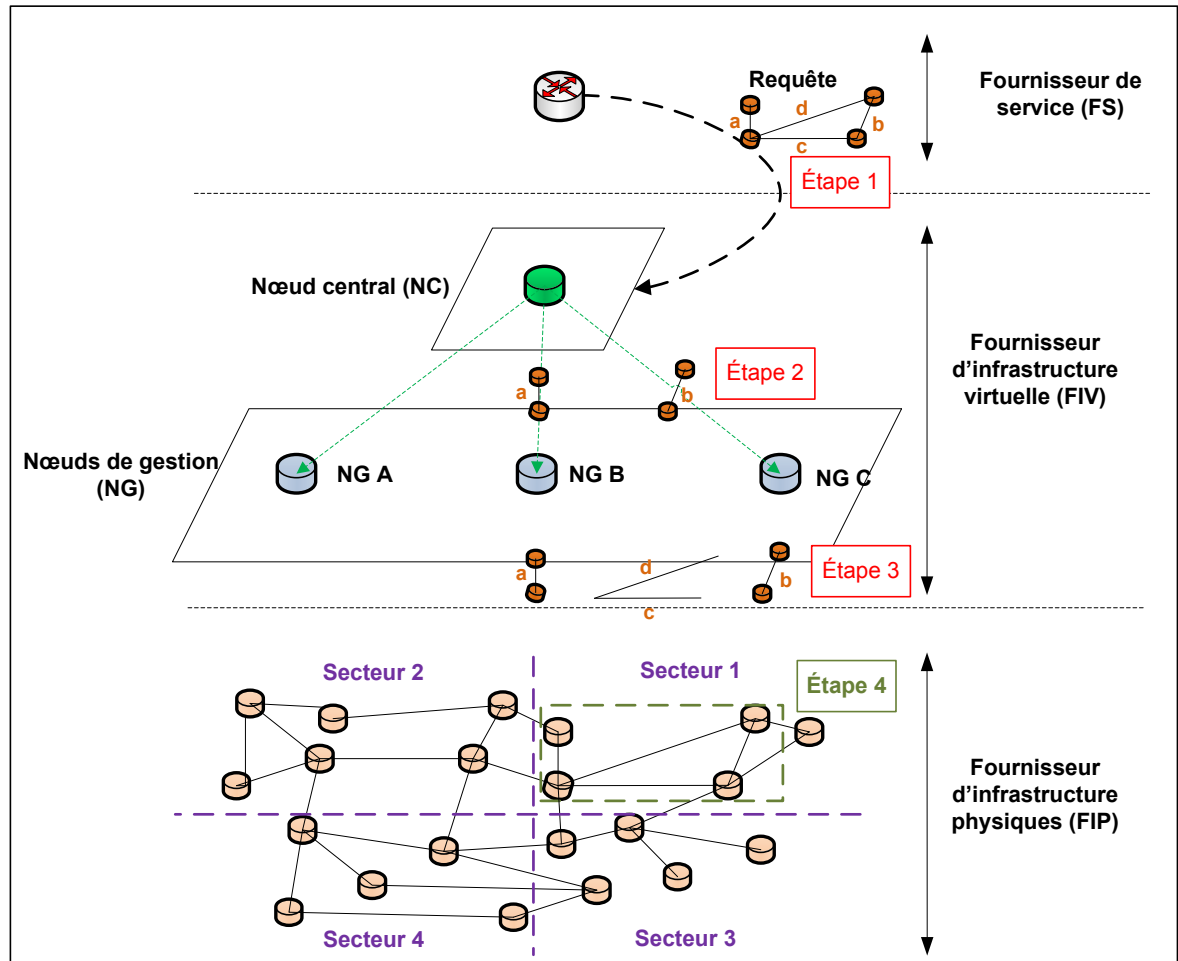 Requête
d
a
b
c
Fournisseur de
service (FS)
Étape 1
Nœud central (NC)
Étape 2
a
b
Fournisseur
d’infrastructure
virtuelle (FIV)
Nœuds de gestion
(NG)
NG A
NG B
NG C
Étape 3
a
d
b
c
Secteur 2
Secteur 1
Étape 4
Fournisseur
d’infrastructure
physiques (FIP)
Secteur 4
Secteur 3